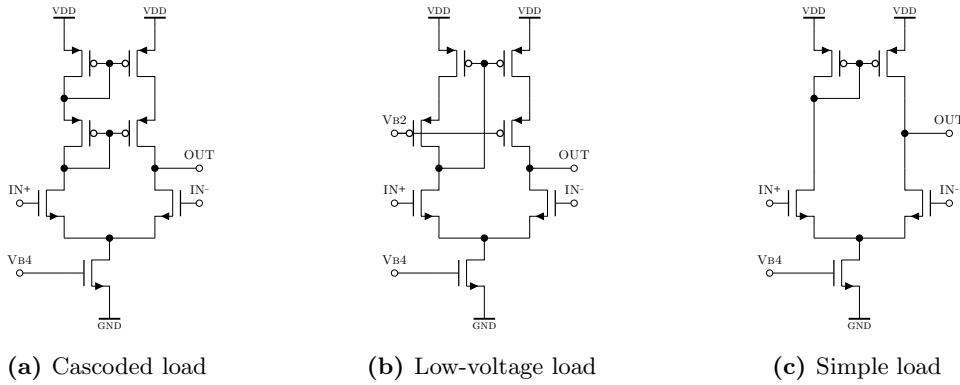 VDD VDD VDD VDD VDD VDD
VB2
OUT
OUT OUT
IN+ IN- IN+ IN- IN+ IN-
VB4 VB4 VB4
GND GND GND
(a) Cascoded load (b) Low-voltage load (c) Simple load